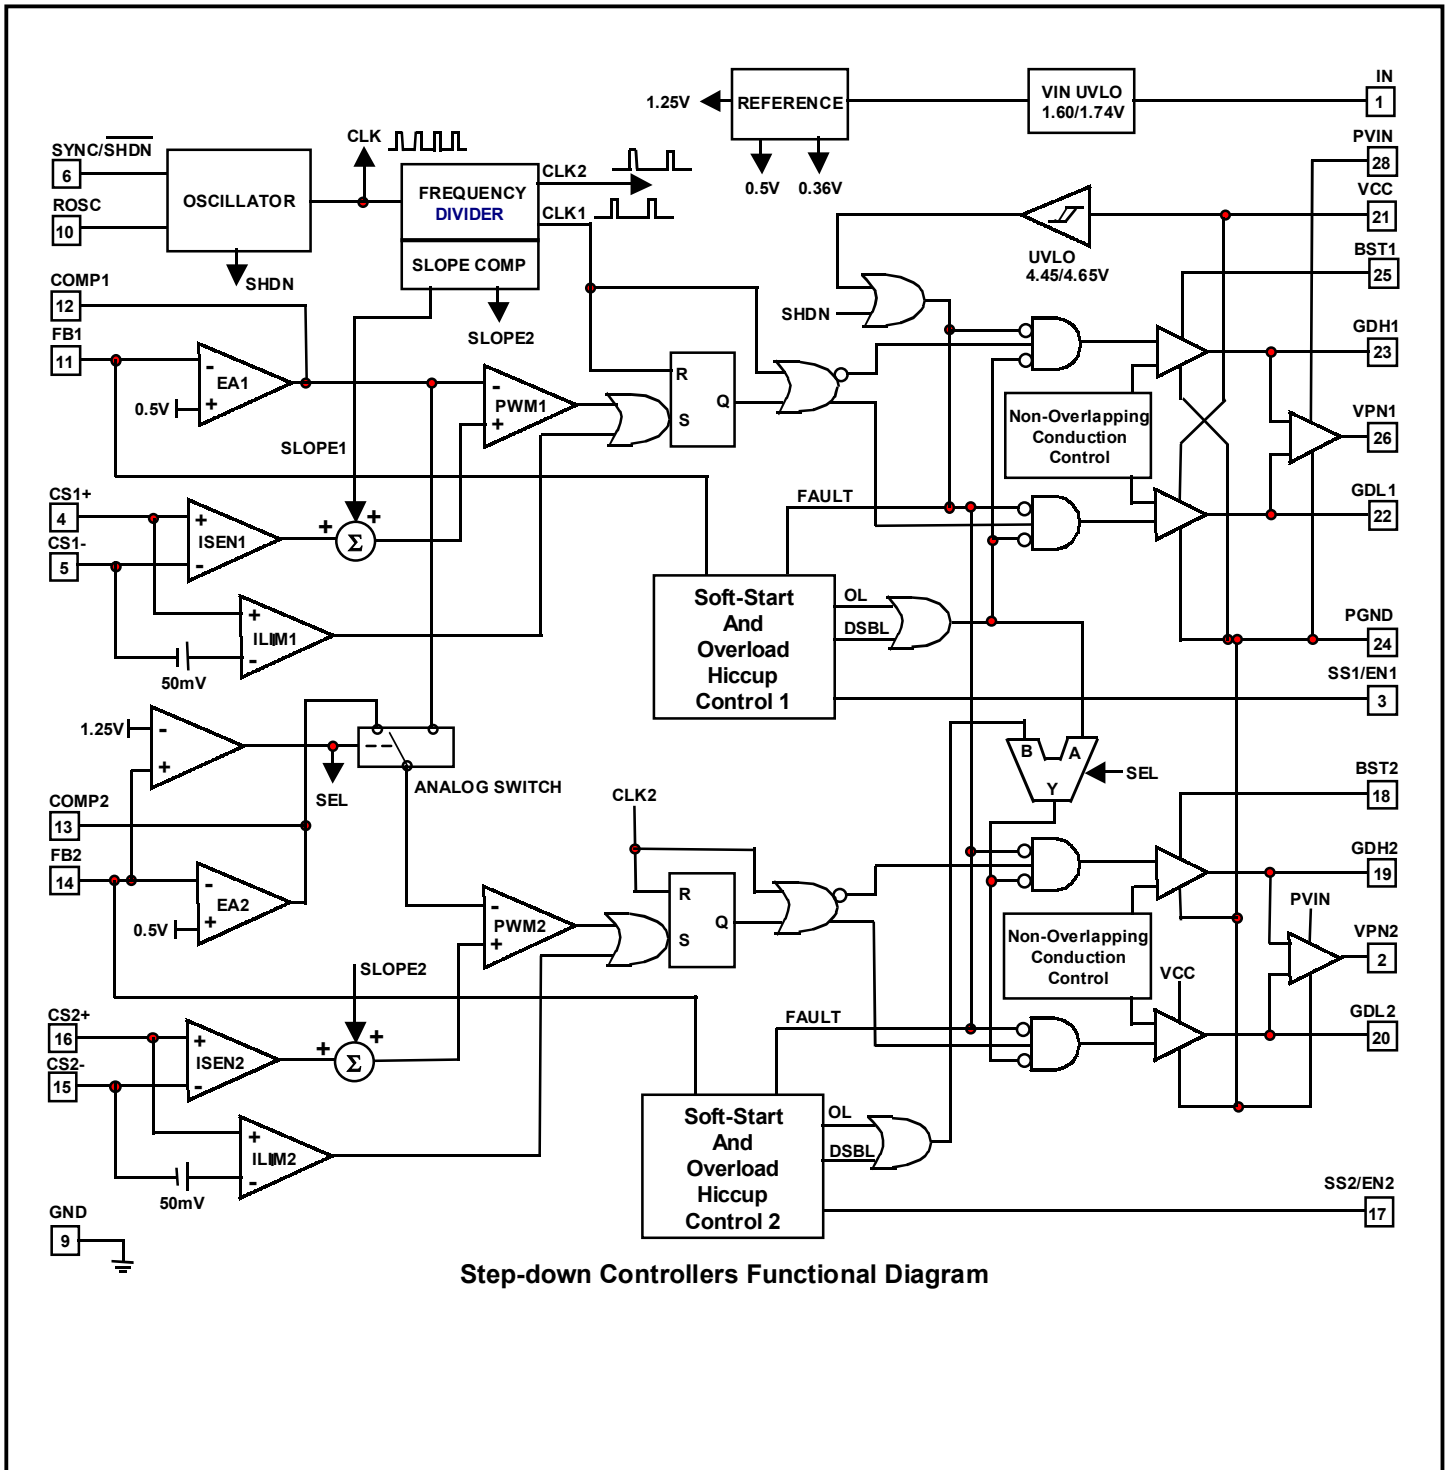 IN
1
VIN UVLO
1.60/1.74V
REFERENCE
1.25V
0.5V
0.36V
PVIN
28
VCC
21
UVLO
4.45/4.65V
BST1
25
SYNC/SHDN
6
ROSC
10
OSCILLATOR
SHDN
CLK
FREQUENCY
DIVIDER
SLOPE COMP
CLK2
CLK1
SLOPE2
COMP1
12
FB1
11
-
EA1
+
0.5V
SLOPE1
-
PWM1
+
R
S
Q
SHDN
GDH1
23
Non-Overlapping
Conduction
Control
VPN1
26
GDL1
22
CS1+
4
CS1-
5
+
ISEN1
-
+
+
Σ
FAULT
+
ILIM1
-
50mV
Soft-Start
And
Overload
Hiccup
Control 1
OL
DSBL
PGND
24
SS1/EN1
3
1.25V
-
+
SEL
ANALOG SWITCH
B
A
Y
SEL
COMP2
13
FB2
14
-
EA2
+
0.5V
CLK2
-
PWM2
+
R
S
Q
BST2
18
GDH2
19
PVIN
Non-Overlapping
Conduction
Control
VCC
VPN2
2
GDL2
20
SLOPE2
CS2+
16
CS2-
15
+
ISEN2
-
+
+
Σ
FAULT
+
ILIM2
-
50mV
Soft-Start
And
Overload
Hiccup
Control 2
OL
DSBL
SS2/EN2
17
GND
9
Step-down Controllers Functional Diagram